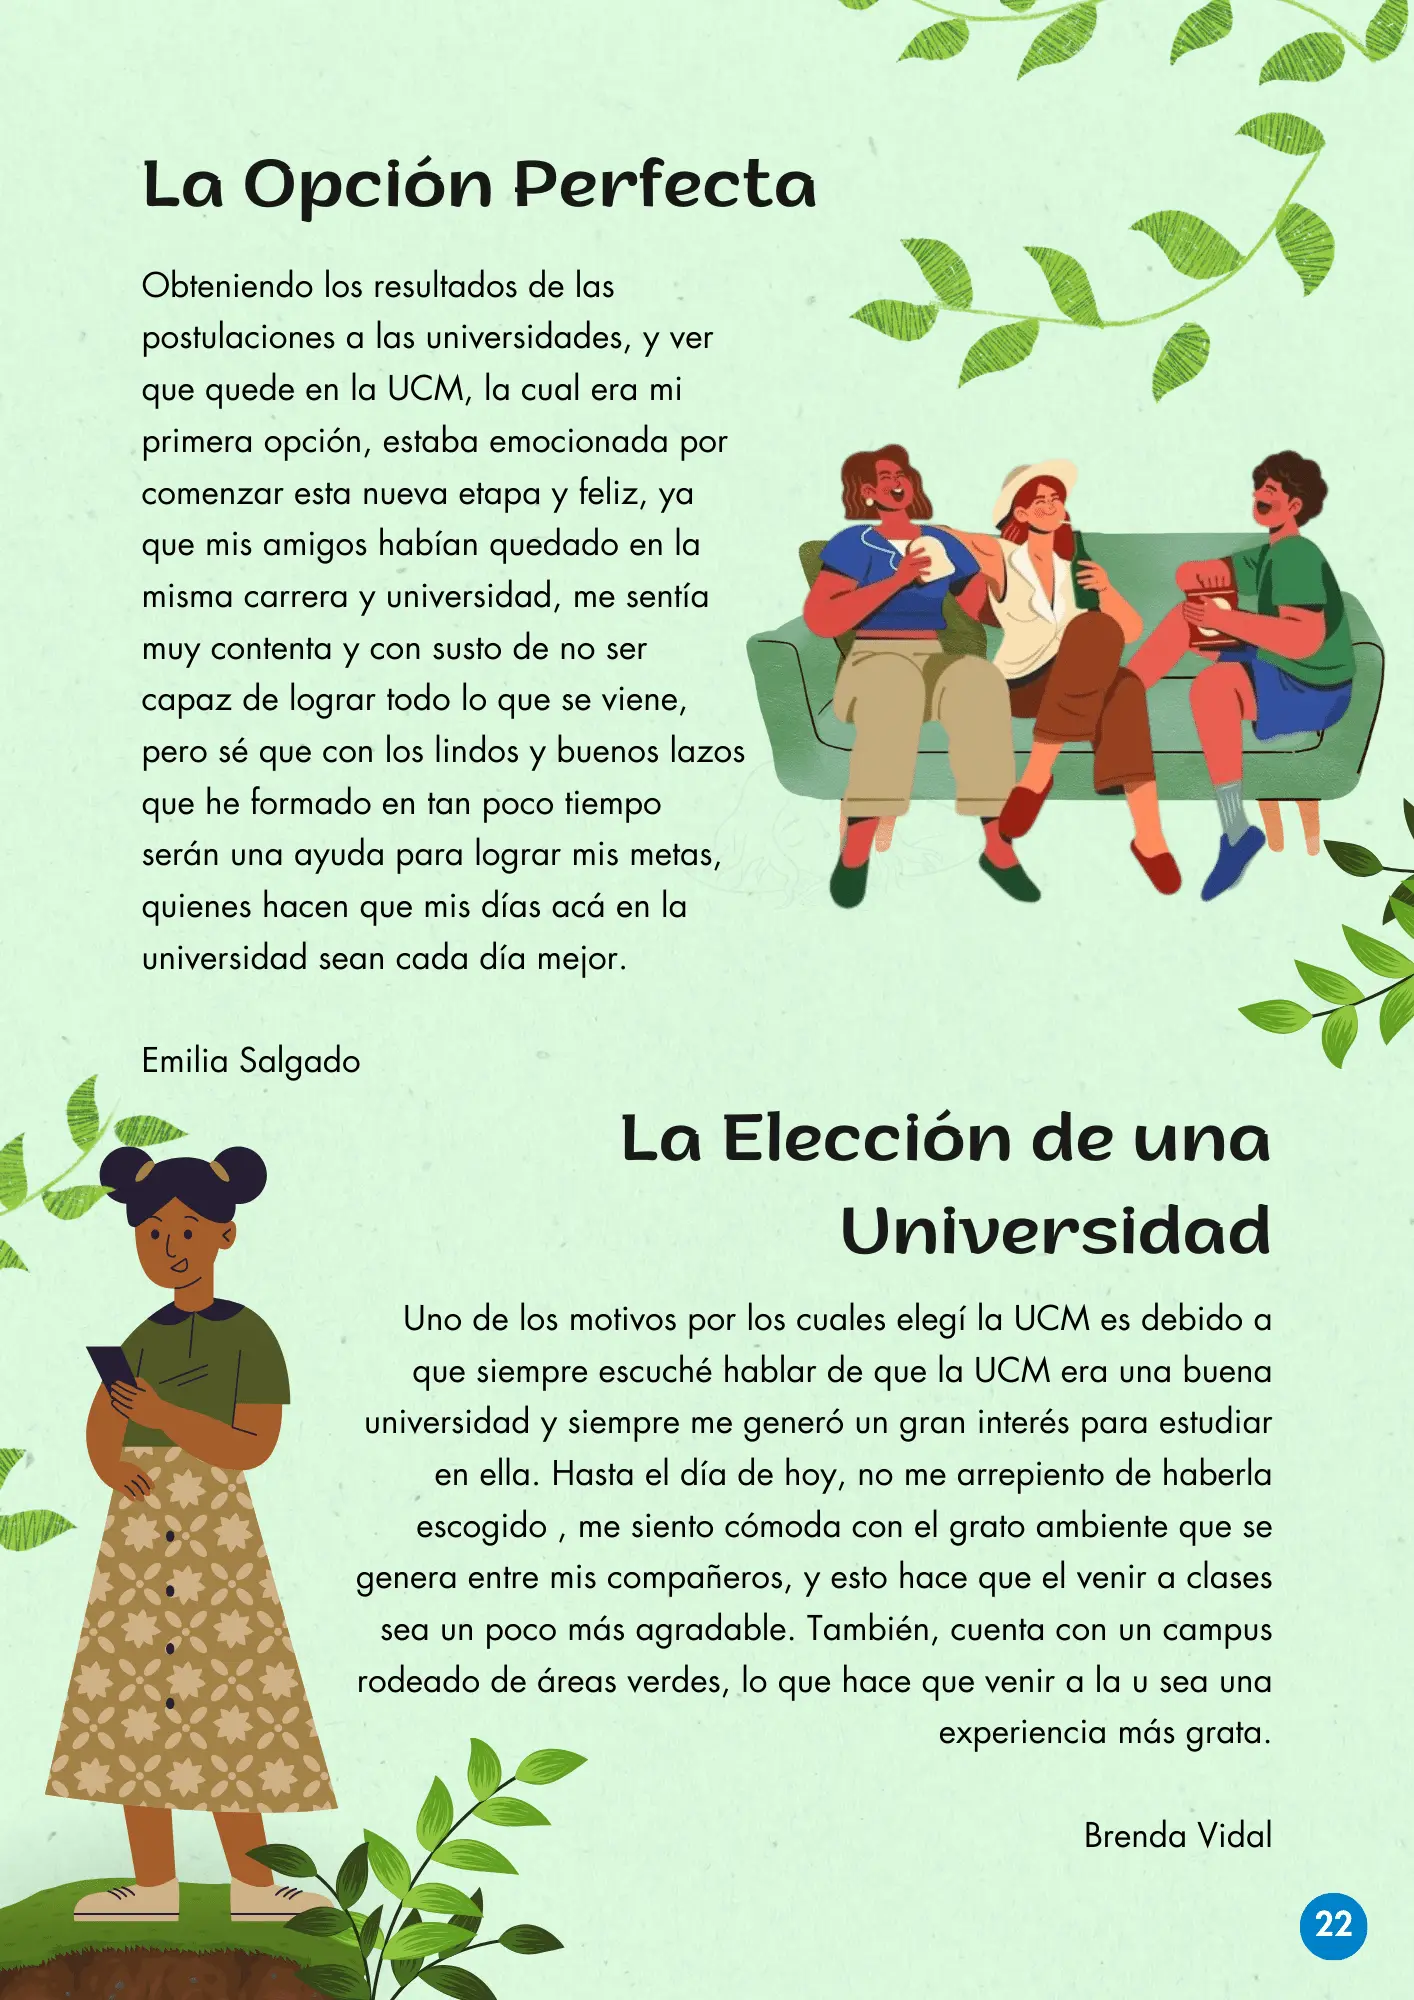 La Opción Perfecta
Obteniendo los resultados de las
postulaciones a las universidades, y ver
que quede en la UCM, la cual era mi
primera opción, estaba emocionada por
comenzar esta nueva etapa y feliz, ya
que mis amigos habían quedado en la
misma carrera y universidad, me sentía
muy contenta y con susto de no ser
capaz de lograr todo lo que se viene,
pero sé que con los lindos y buenos lazos
que he formado en tan poco tiempo
serán una ayuda para lograr mis metas,
quienes hacen que mis días acá en la
universidad sean cada día mejor.
Emilia Salgado
La Elección de una
Universidad
Uno de los motivos por los cuales elegí la UCM es debido a
que siempre escuché hablar de que la UCM era una buena
universidad y siempre me generó un gran interés para estudiar
en ella. Hasta el día de hoy, no me arrepiento de haberla
escogido , me siento cómoda con el grato ambiente que se
genera entre mis compañeros, y esto hace que el venir a clases
sea un poco más agradable. También, cuenta con un campus
rodeado de áreas verdes, lo que hace que venir a la u sea una
experiencia más grata.
Brenda Vidal
22